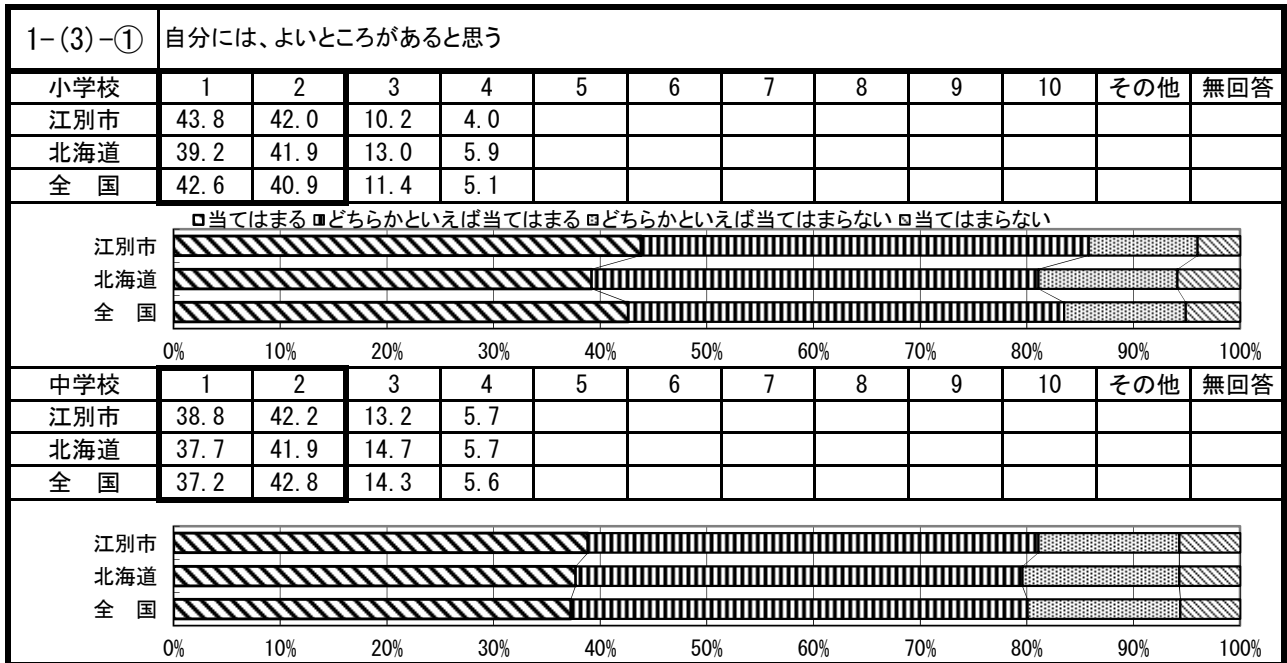 1-(3)-① 自分には、よいところがあると思う
小学校 1 2 3 4 5 6 7 8 9 10 その他 無回答
江別市 43.8 42.0 10.2 4.0
北海道 39.2 41.9 13.0 5.9
全　国 42.6 40.9 11.4 5.1
当てはまる どちらかといえば当てはまる どちらかといえば当てはまらない 当てはまらない
江別市
北海道
全　国
0% 10% 20% 30% 40% 50% 60% 70% 80% 90% 100%
中学校 1 2 3 4 5 6 7 8 9 10 その他 無回答
江別市 38.8 42.2 13.2 5.7
北海道 37.7 41.9 14.7 5.7
全　国 37.2 42.8 14.3 5.6
江別市
北海道
全　国
0% 10% 20% 30% 40% 50% 60% 70% 80% 90% 100%